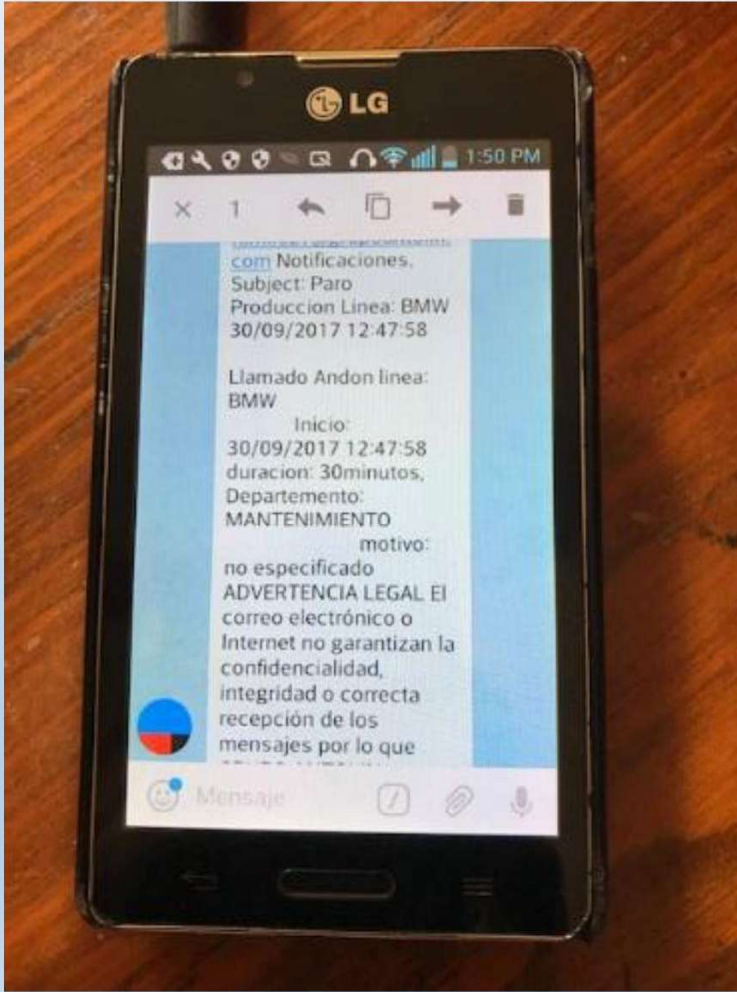 LG
1:50 PM
1
com Notificaciones.
Subject: Paro
Produccion Linea: BMW
30/09/2017 12:47:58
Llamado Andon linea:
BMW
Inicio:
30/09/2017 12:47:58
duracion: 30minutos,
Departemento:
MANTENIMIENTO
motivo:
no especificado
ADVERTENCIA LEGAL El
correo electrónico o
Internet no garantizan la
confidencialidad,
integridad o correcta
recepción de los
mensajes por lo que
Mensaje